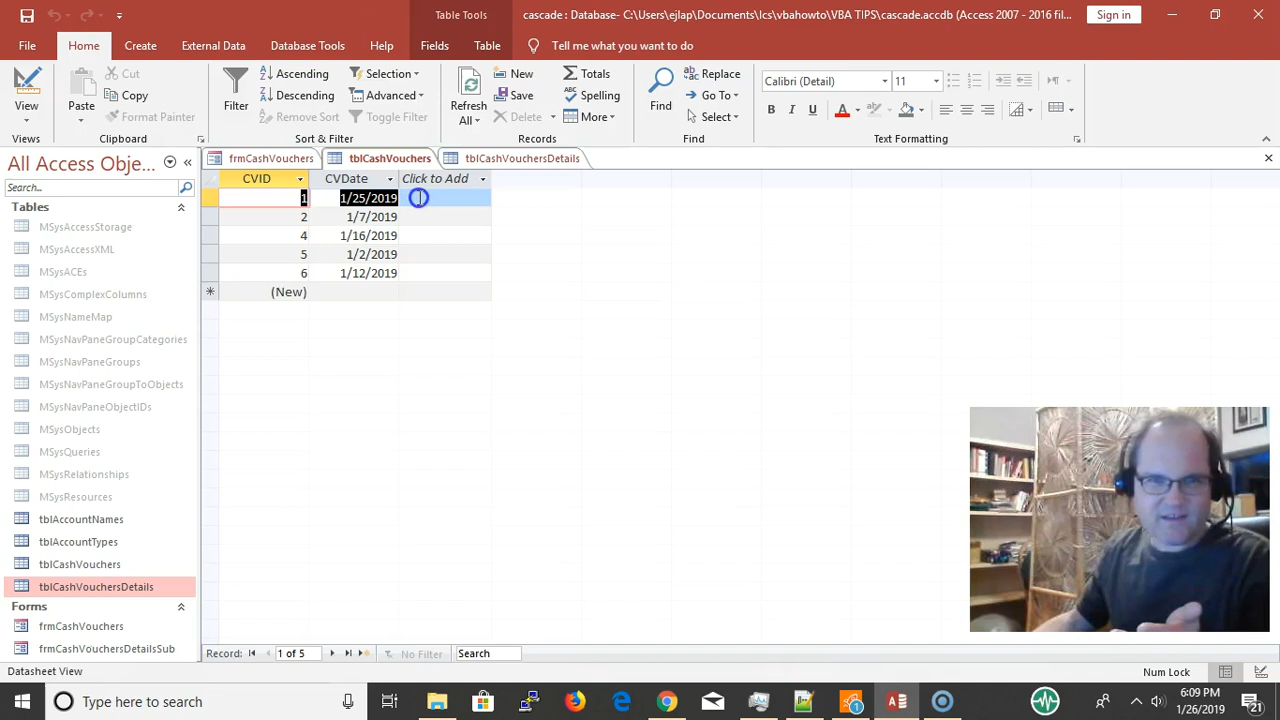 Table Tools
cascade : Database- C:\Users\ejlap\Documents\lcs\vbahowto\VBA TIPS\cascade.accdb (Access 2007 - 2016 fil...
Sign in
File
Home
Create
External Data
Database Tools
Help
Fields
Table
Tell me what you want to do
View
Views
Paste
Cut
Copy
Format Painter
Clipboard
Filter
Ascending
Descending
Remove Sort
Selection
Advanced
Toggle Filter
Sort & Filter
Refresh
All
New
Save
Delete
Totals
Spelling
More
Records
Find
Replace
Go To
Select
Find
Calibri (Detail)
11
B I U
A
Text Formatting
All Access Obje...
Search...
frmCashVouchers
tblCashVouchers
tblCashVouchersDetails
CVID CVDate Click to Add
1 1/25/2019
2 1/7/2019
4 1/16/2019
5 1/2/2019
6 1/12/2019
(New)
Tables
MSysAccessStorage
MSysAccessXML
MSysACEs
MSysComplexColumns
MSysNameMap
MSysNavPaneGroupCategories
MSysNavPaneGroups
MSysNavPaneGroupToObjects
MSysNavPaneObjectIDs
MSysObjects
MSysQueries
MSysRelationships
MSysResources
tblAccountNames
tblAccountTypes
tblCashVouchers
tblCashVouchersDetails
Forms
frmCashVouchers
frmCashVouchersDetailsSub
Record: 1 of 5 No Filter Search
Datasheet View
Num Lock
Type here to search
6:09 PM
1/26/2019
21